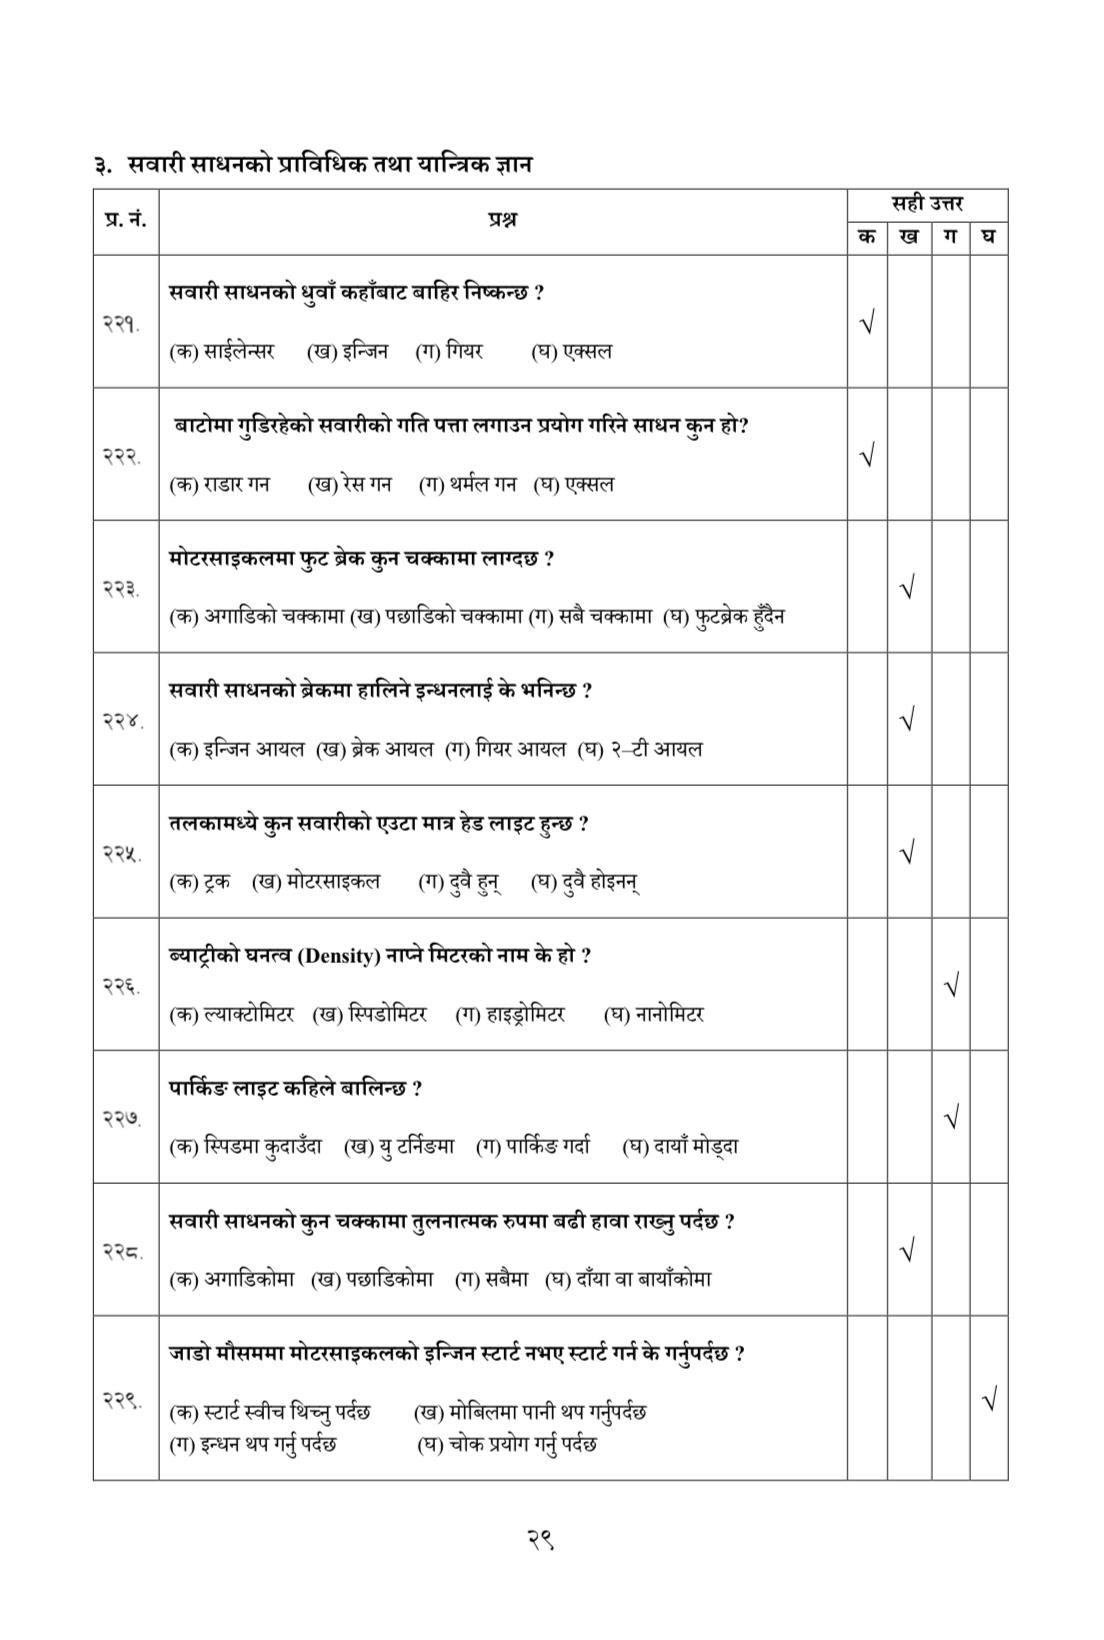 ३. सवारी साधनको प्राविधिक तथा यान्त्रिक ज्ञान
प्र. नं. प्रश्न सही उत्तर
क ख ग घ
२२१. सवारी साधनको धुवाँ कहाँबाट बाहिर निष्कन्छ ? √
(क) साईलेन्सर (ख) इन्जिन (ग) गियर (घ) एक्सल
२२२. बाटोमा गुडिरहेको सवारीको गति पत्ता लगाउन प्रयोग गरिने साधन कुन हो? √
(क) राडार गन (ख) रेस गन (ग) थर्मल गन (घ) एक्सल
२२३. मोटरसाइकलमा फुट ब्रेक कुन चक्कामा लाग्दछ ? √
(क) अगाडिको चक्कामा (ख) पछाडिको चक्कामा (ग) सबै चक्कामा (घ) फुटब्रेक हुँदैन
२२४. सवारी साधनको ब्रेकमा हालिने इन्धनलाई के भनिन्छ ? √
(क) इन्जिन आयल (ख) ब्रेक आयल (ग) गियर आयल (घ) २–टी आयल
२२५. तलकामध्ये कुन सवारीको एउटा मात्र हेड लाइट हुन्छ ? √
(क) ट्रक (ख) मोटरसाइकल (ग) दुवै हुन् (घ) दुवै होइनन्
२२६. ब्याट्रीको घनत्व (Density) नाप्ने मिटरको नाम के हो ? √
(क) ल्याक्टोमिटर (ख) स्पिडोमिटर (ग) हाइड्रोमिटर (घ) नानोमिटर
२२७. पार्किङ लाइट कहिले बालिन्छ ? √
(क) स्पिडमा कुदाउँदा (ख) यु टर्निङमा (ग) पार्किङ गर्दा (घ) दायाँ मोड्दा
२२८. सवारी साधनको कुन चक्कामा तुलनात्मक रुपमा बढी हावा राख्नु पर्दछ ? √
(क) अगाडिकोमा (ख) पछाडिकोमा (ग) सबैमा (घ) दाँया वा बायाँकोमा
२२९. जाडो मौसममा मोटरसाइकलको इन्जिन स्टार्ट नभए स्टार्ट गर्न के गर्नुपर्दछ ? √
(क) स्टार्ट स्वीच थिच्नु पर्दछ (ख) मोबिलमा पानी थप गर्नुपर्दछ
(ग) इन्धन थप गर्नु पर्दछ (घ) चोक प्रयोग गर्नु पर्दछ
२९